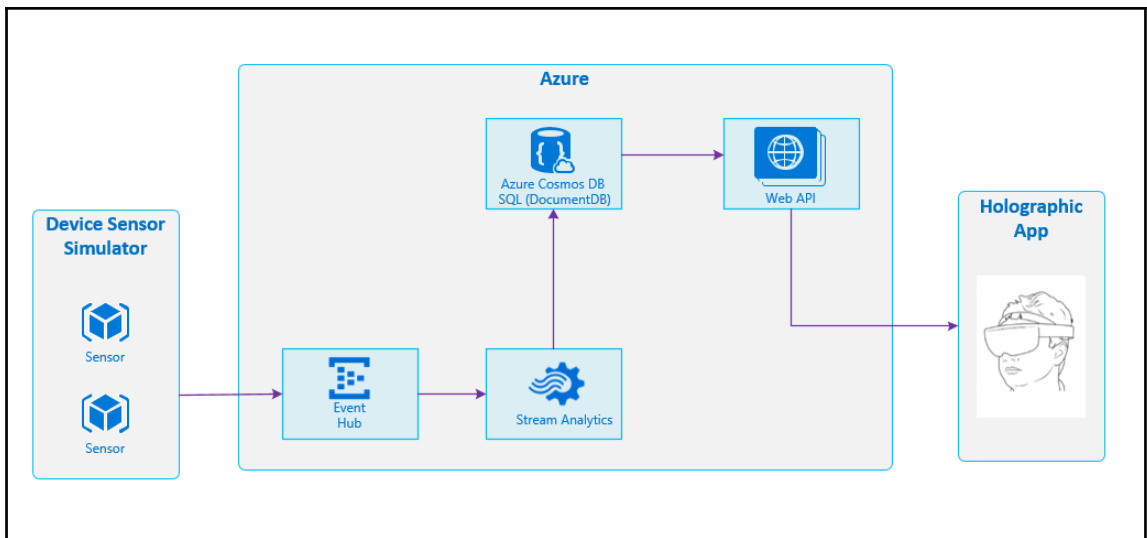 Azure
Azure Cosmos DB
SQL (DocumentDB)
Web API
Device Sensor
Simulator
Sensor
Sensor
Event
Hub
Stream Analytics
Holographic
App